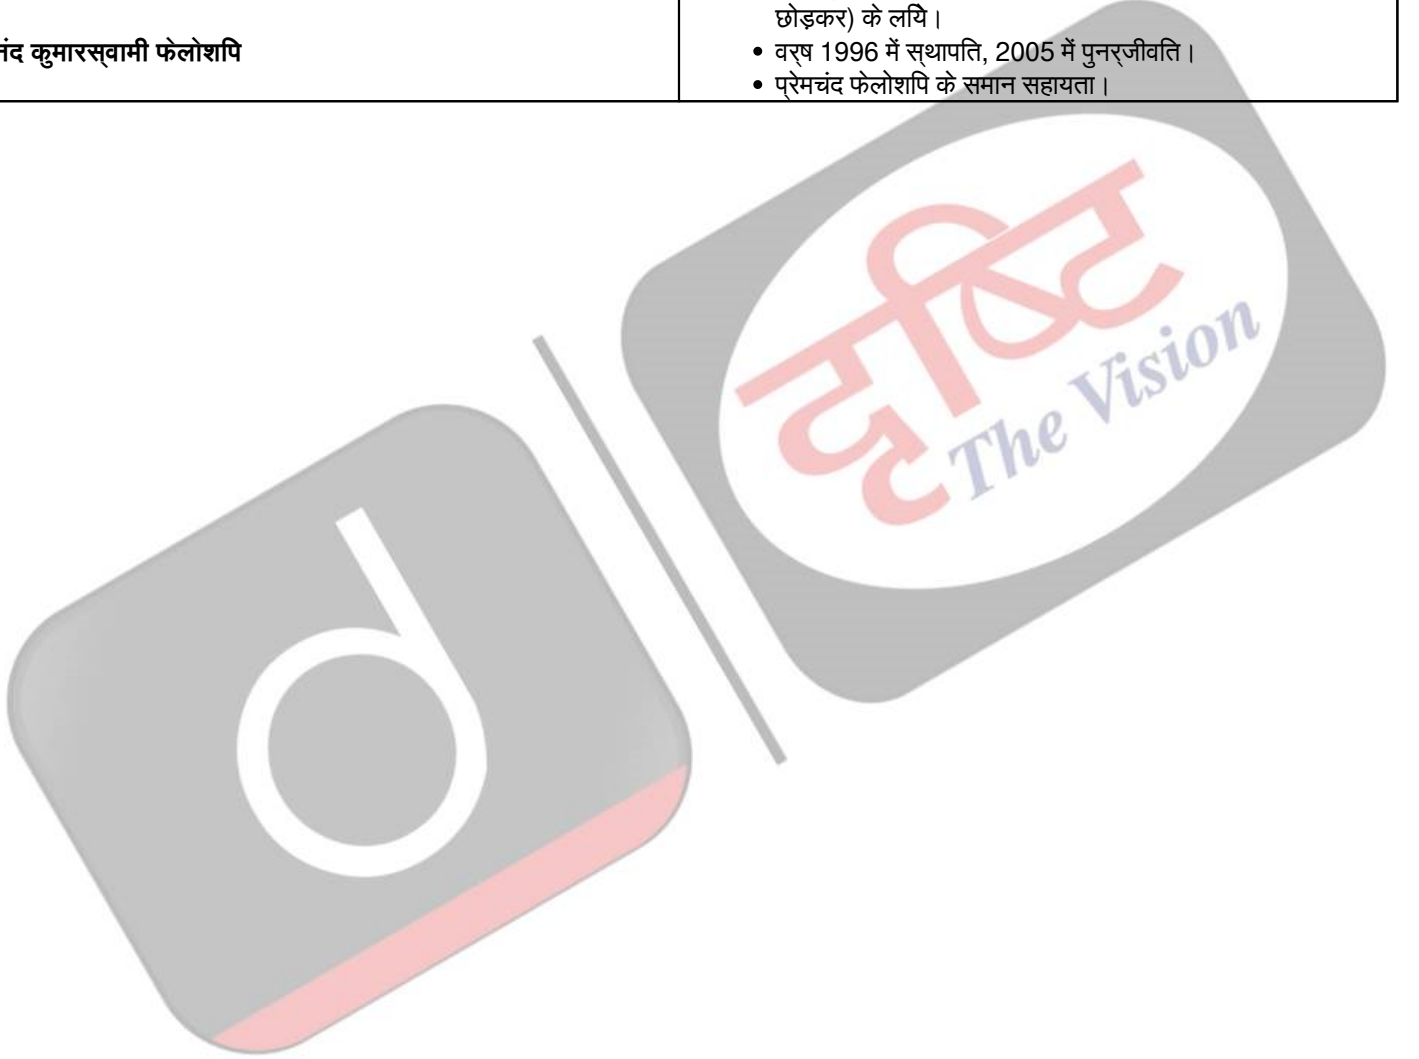 छोड़कर) के लिये।
नंद कुमारस्वामी फेलोशिप
• वर्ष 1996 में स्थापित, 2005 में पुनर्जीवित।
• प्रेमचंद फेलोशिप के समान सहायता।
दृष्टि
The Vision
d